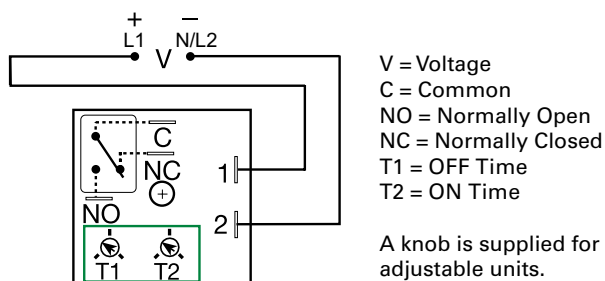 + −
L1 N/L2
V
C
NC
1
NO
2
T1 T2
V = Voltage
C = Common
NO = Normally Open
NC = Normally Closed
T1 = OFF Time
T2 = ON Time
A knob is supplied for
adjustable units.